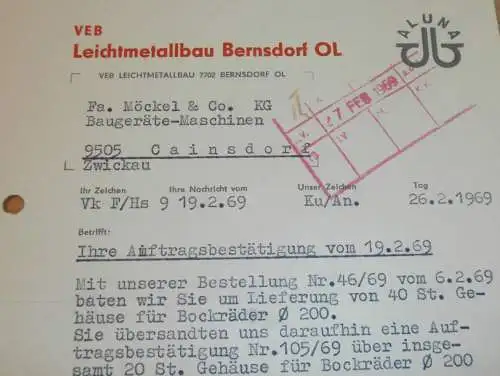 VEB
Leichtmetallbau Bernsdorf OL
ALUNA
VEB LEICHTMETALLBAU 7702 BERNSDORF OL
Fa. Möckel & Co. KG
Baugeräte-Maschinen
27 FEB 1969
9505 Cainsdorf
Zwickau
Ihr Zeichen Ihre Nachricht vom Unser Zeichen Tag
Vk F/Hs 9 19.2.69 Ku/An. 26.2.1969
Betrifft:
Ihre Auftragsbestätigung vom 19.2.69
Mit unserer Bestellung Nr.46/69 vom 6.2.69
baten wir Sie um Lieferung von 40 St. Ge-
häuse für Bockräder Ø 200.
Sie übersandten uns daraufhin eine Auf-
tragsbestätigung Nr.105/69 über insge-
samt 20 St. Gehäuse für Bockräder Ø 200